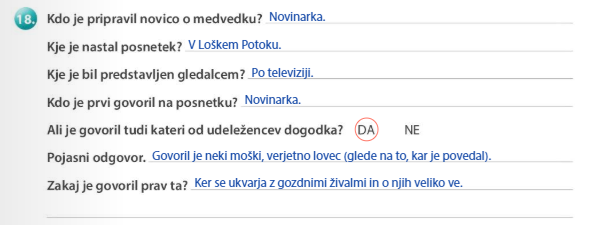 18. Kdo je pripravil novico o medvedku? Novinarka.
Kje je nastal posnetek? V Loškem Potoku.
Kje je bil predstavljen gledalcem? Po televiziji.
Kdo je prvi govoril na posnetku? Novinarka.
Ali je govoril tudi kateri od udeležencev dogodka? DA NE
Pojasni odgovor. Govoril je neki moški, verjetno lovec (glede na to, kar je povedal).
Zakaj je govoril prav ta? Ker se ukvarja z gozdnimi živalmi in o njih veliko ve.